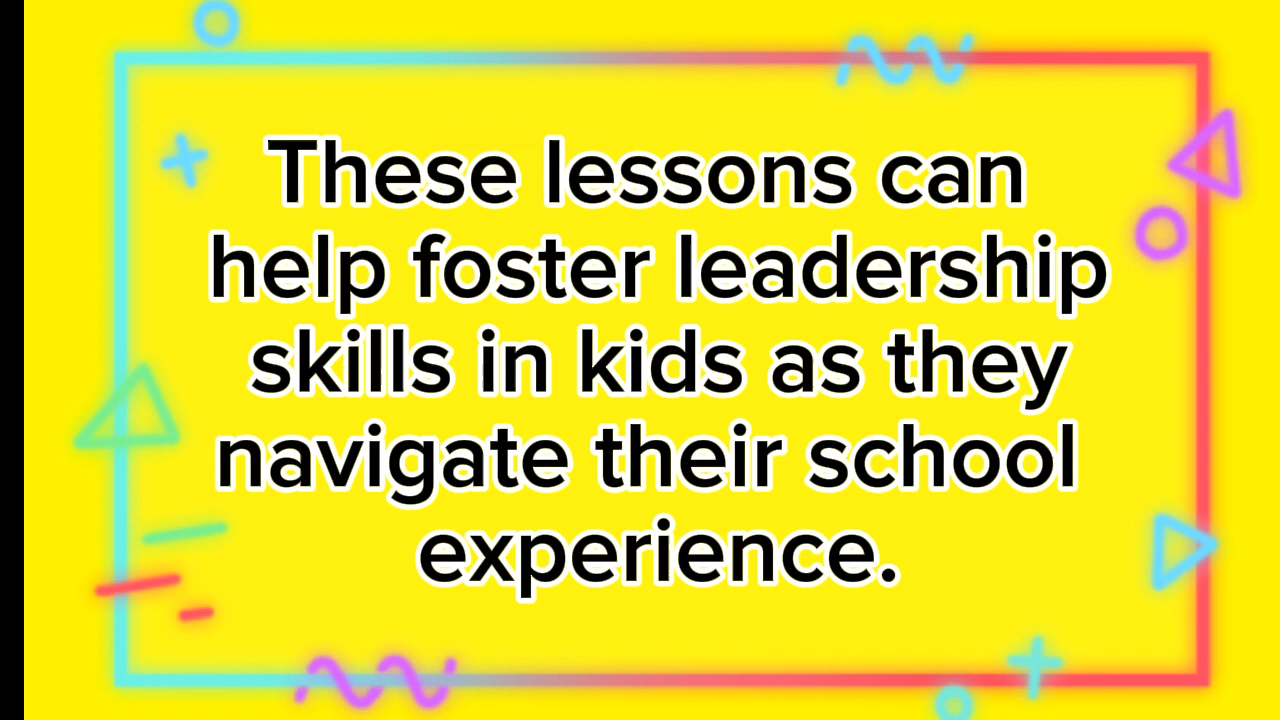 These lessons can
help foster leadership
skills in kids as they
navigate their school
experience.